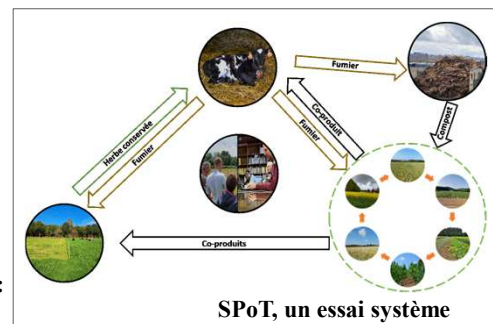 Fumier
Co-produit
Fumier
Compost
Herbe conservée
Fumier
Co-produits
:
SPoT, un essai système